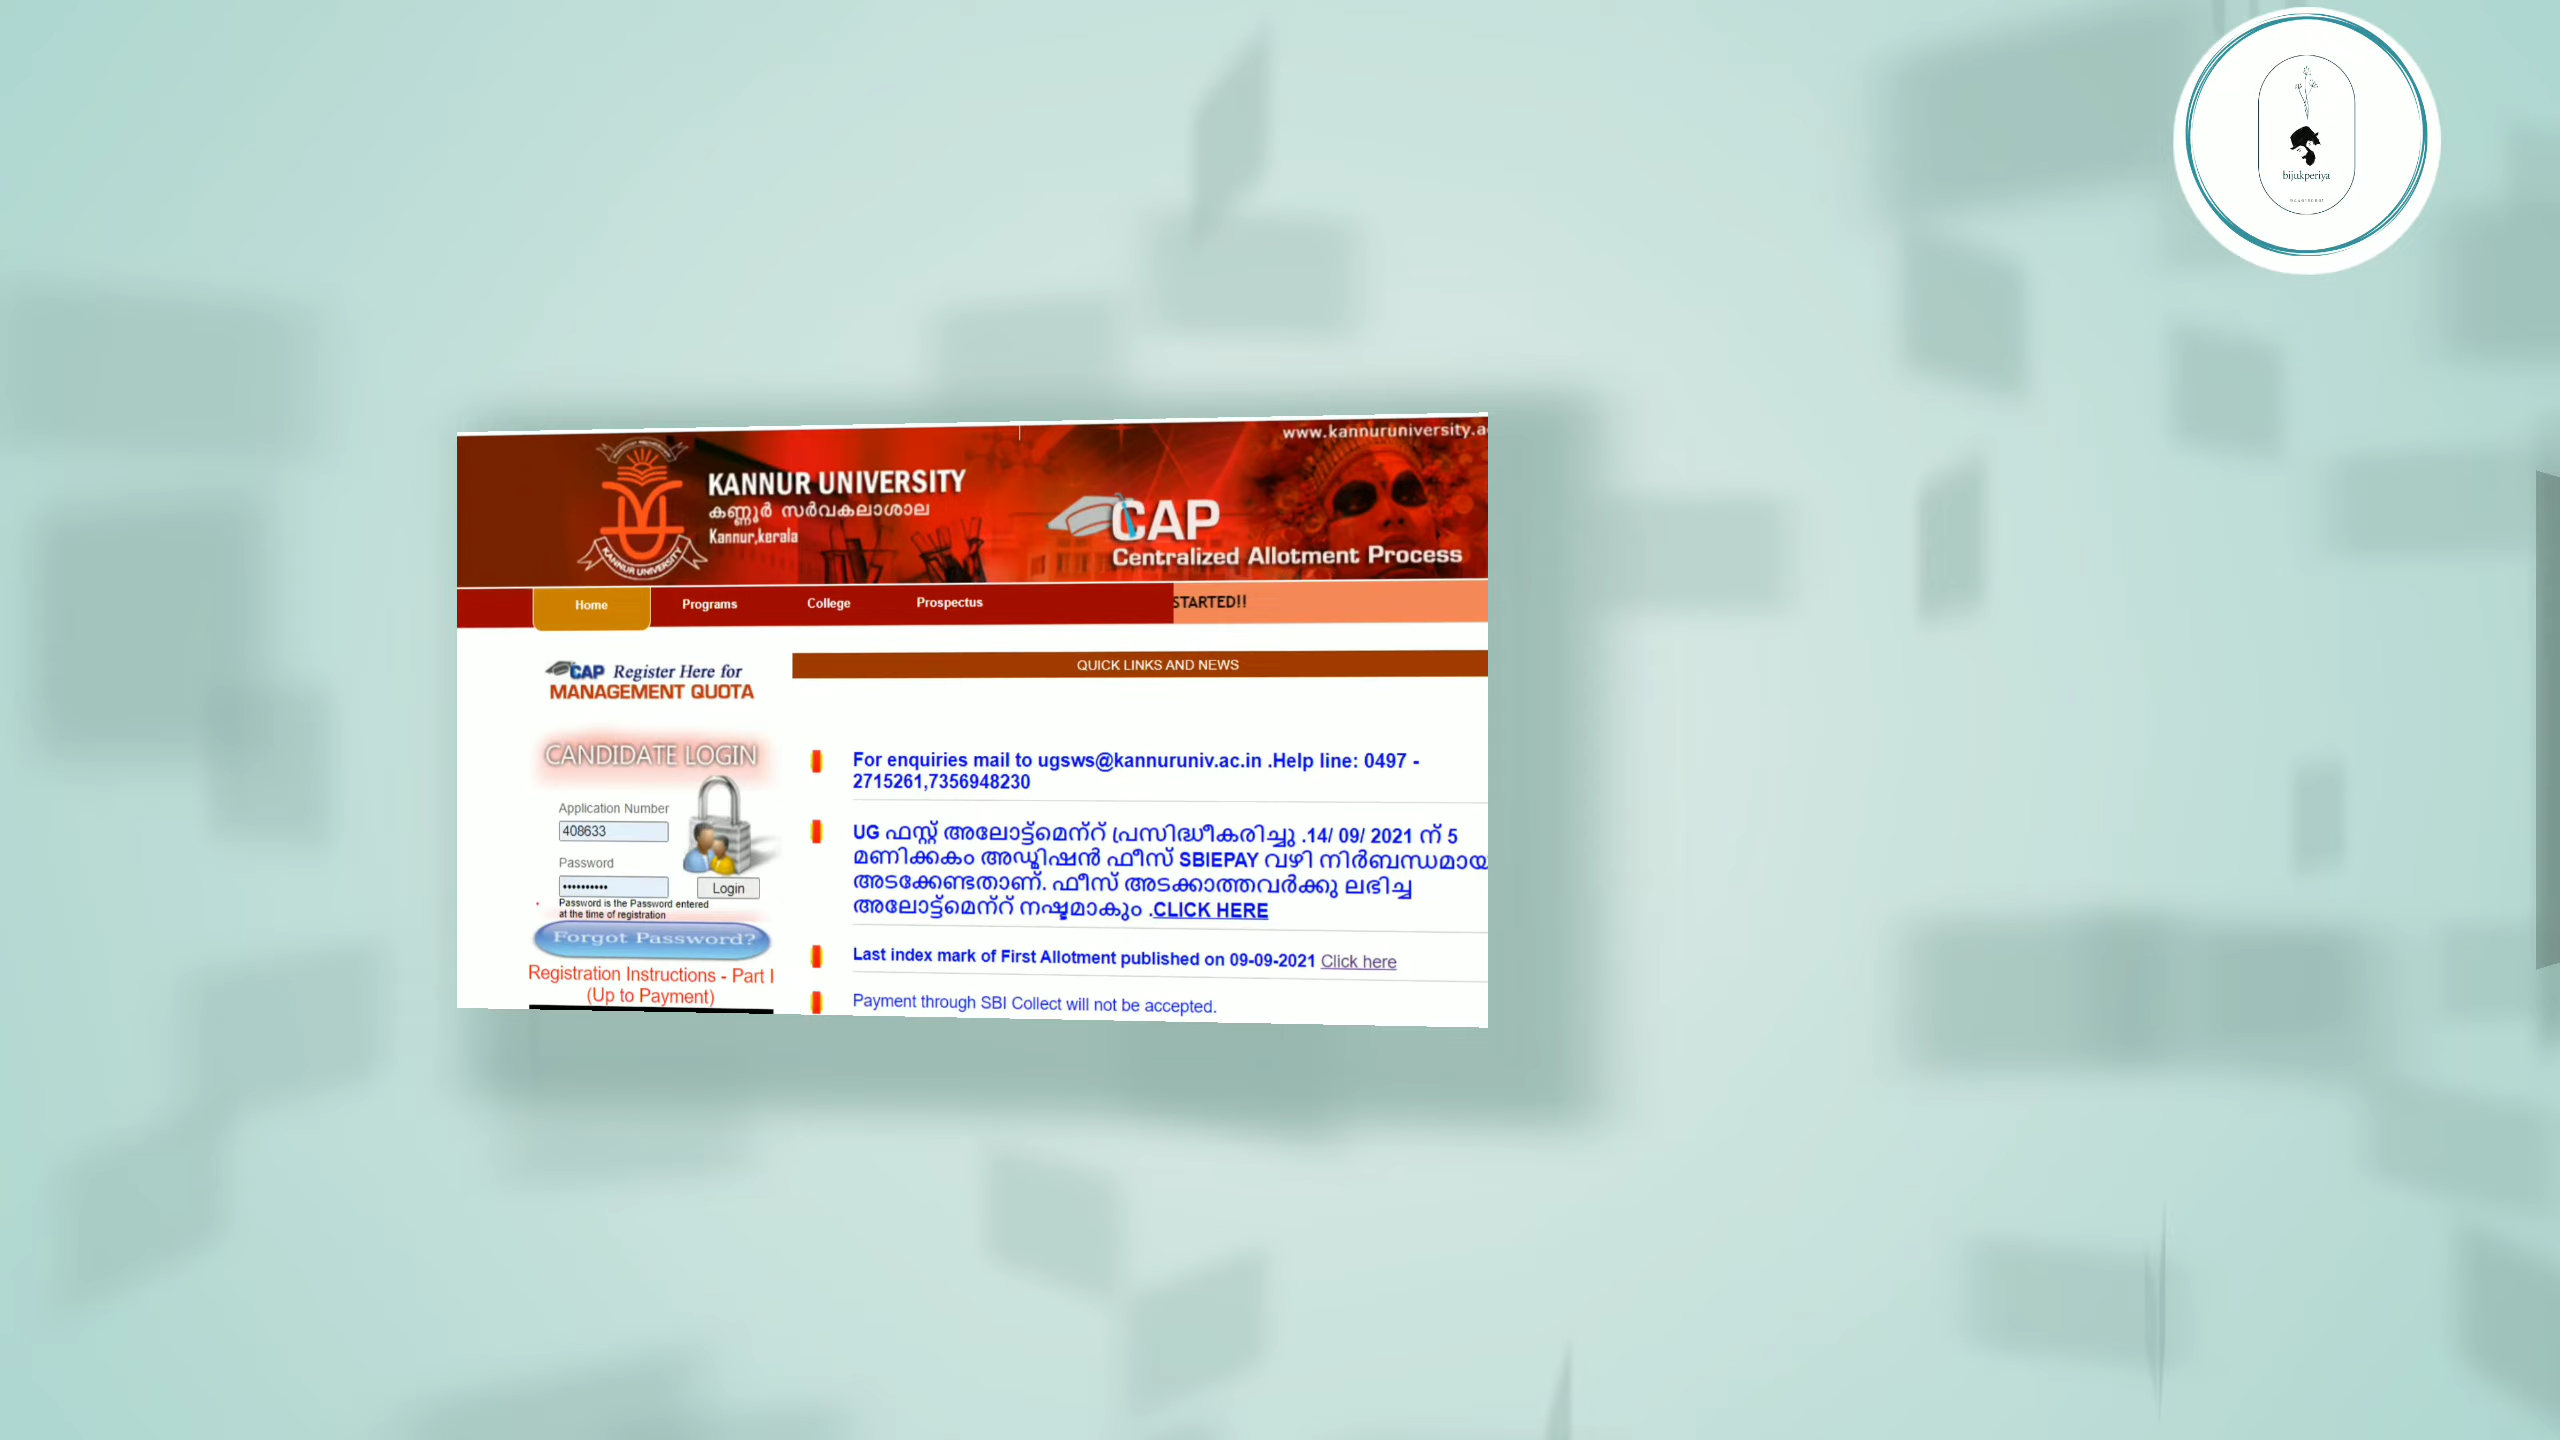 bijukperiya
www.kannuruniversity.a
KANNUR UNIVERSITY
കണ്ണൂർ സർവകലാശാല
Kannur,kerala
KANNUR UNIVERSITY
CAP
Centralized Allotment Process
Home Programs College Prospectus STARTED!!
CAP Register Here for
MANAGEMENT QUOTA
CANDIDATE LOGIN
Application Number
408633
Password
••••••••••
Login
Password is the Password entered
at the time of registration
Forgot Password?
Registration Instructions - Part I
(Up to Payment)
QUICK LINKS AND NEWS
For enquiries mail to ugsws@kannuruniv.ac.in .Help line: 0497 -
2715261,7356948230
UG ഫസ്റ്റ് അലോട്ട്മെന്റ് പ്രസിദ്ധീകരിച്ചു .14/ 09/ 2021 ന് 5
മണിക്കകം അഡ്മിഷൻ ഫീസ് SBIEPAY വഴി നിർബന്ധമായ
അടക്കേണ്ടതാണ്. ഫീസ് അടക്കാത്തവർക്കു ലഭിച്ച
അലോട്ട്മെന്റ് നഷ്ടമാകും .CLICK HERE
Last index mark of First Allotment published on 09-09-2021 Click here
Payment through SBI Collect will not be accepted.